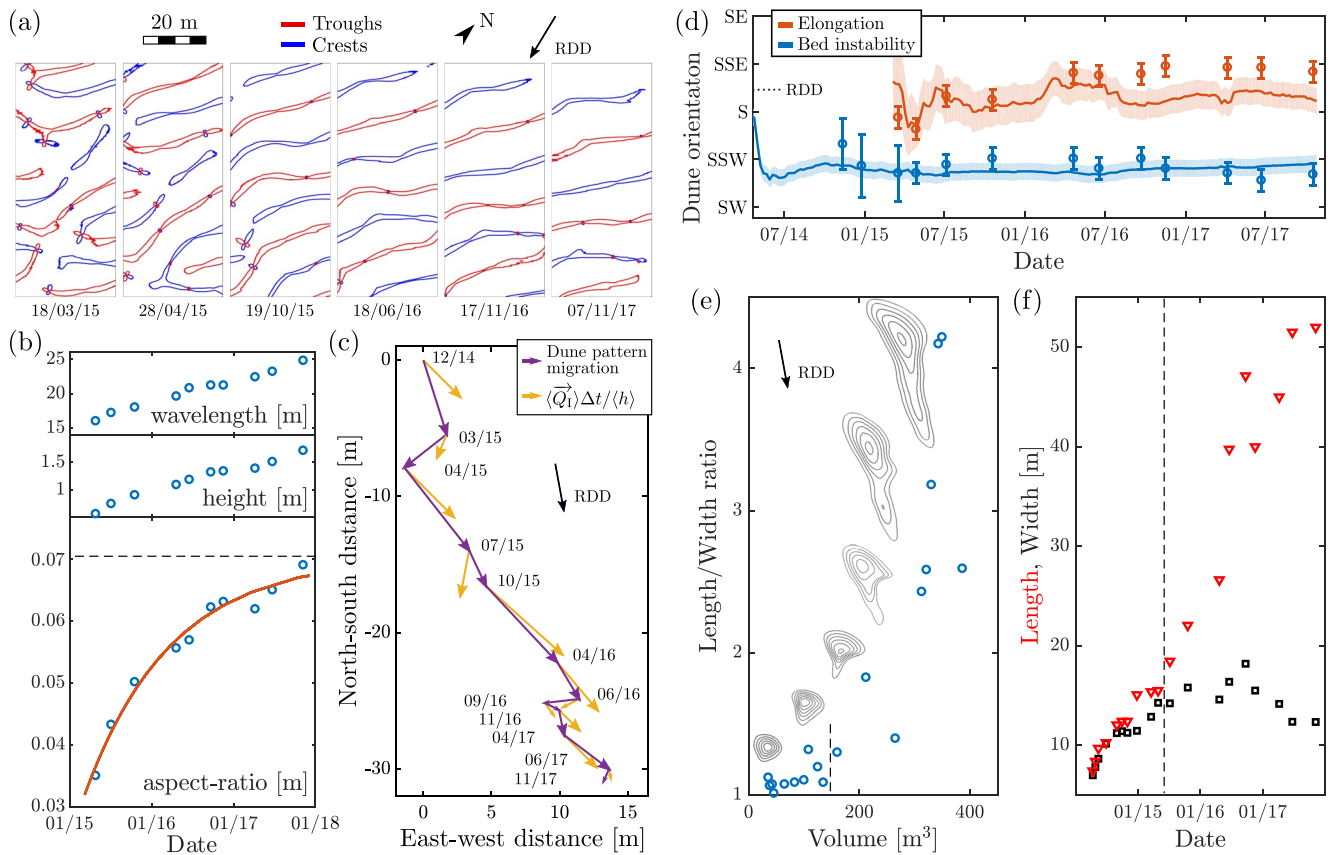 (a)
20 m
Troughs
Crests
N
RDD
18/03/15
28/04/15
19/10/15
18/06/16
17/11/16
07/11/17
(b)
25
20
15
wavelength [m]
1.5
1
height [m]
0.07
0.06
0.05
0.04
0.03
aspect-ratio [m]
01/15
01/16
01/17
01/18
Date
(c)
Dune pattern
migration
⟨Q⃗_I⟩Δt/⟨h⟩
0
-10
-20
-30
North-south distance [m]
12/14
03/15
04/15
RDD
07/15
10/15
04/16
06/16
09/16
11/16
04/17
06/17
11/17
0
5
10
15
East-west distance [m]
(d)
Elongation
Bed instability
SE
SSE
S
SSW
SW
Dune orientation
RDD
07/14
01/15
07/15
01/16
07/16
01/17
07/17
Date
(e)
RDD
4
3
2
1
Length/Width ratio
0
200
400
Volume [m³]
(f)
50
40
30
20
10
Length, Width [m]
01/15
01/16
01/17
Date